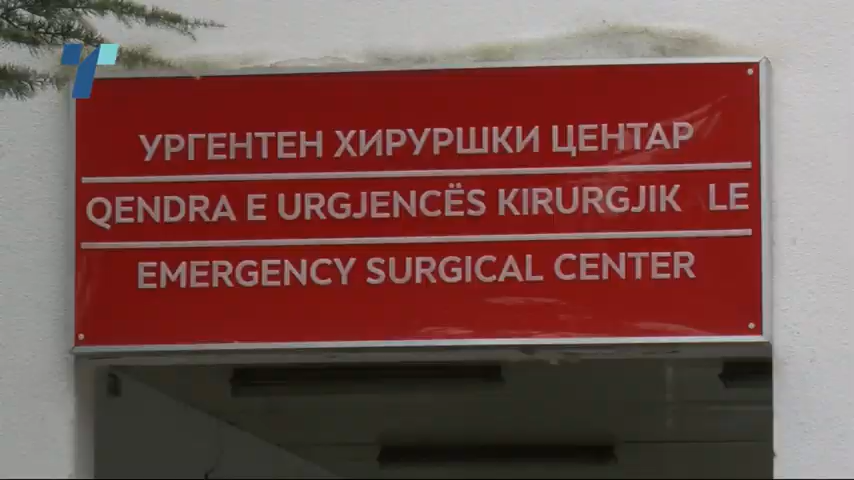 УРГЕНТЕН ХИРУРШКИ ЦЕНТАР
QENDRA E URGJENCËS KIRURGJIK LE
EMERGENCY SURGICAL CENTER